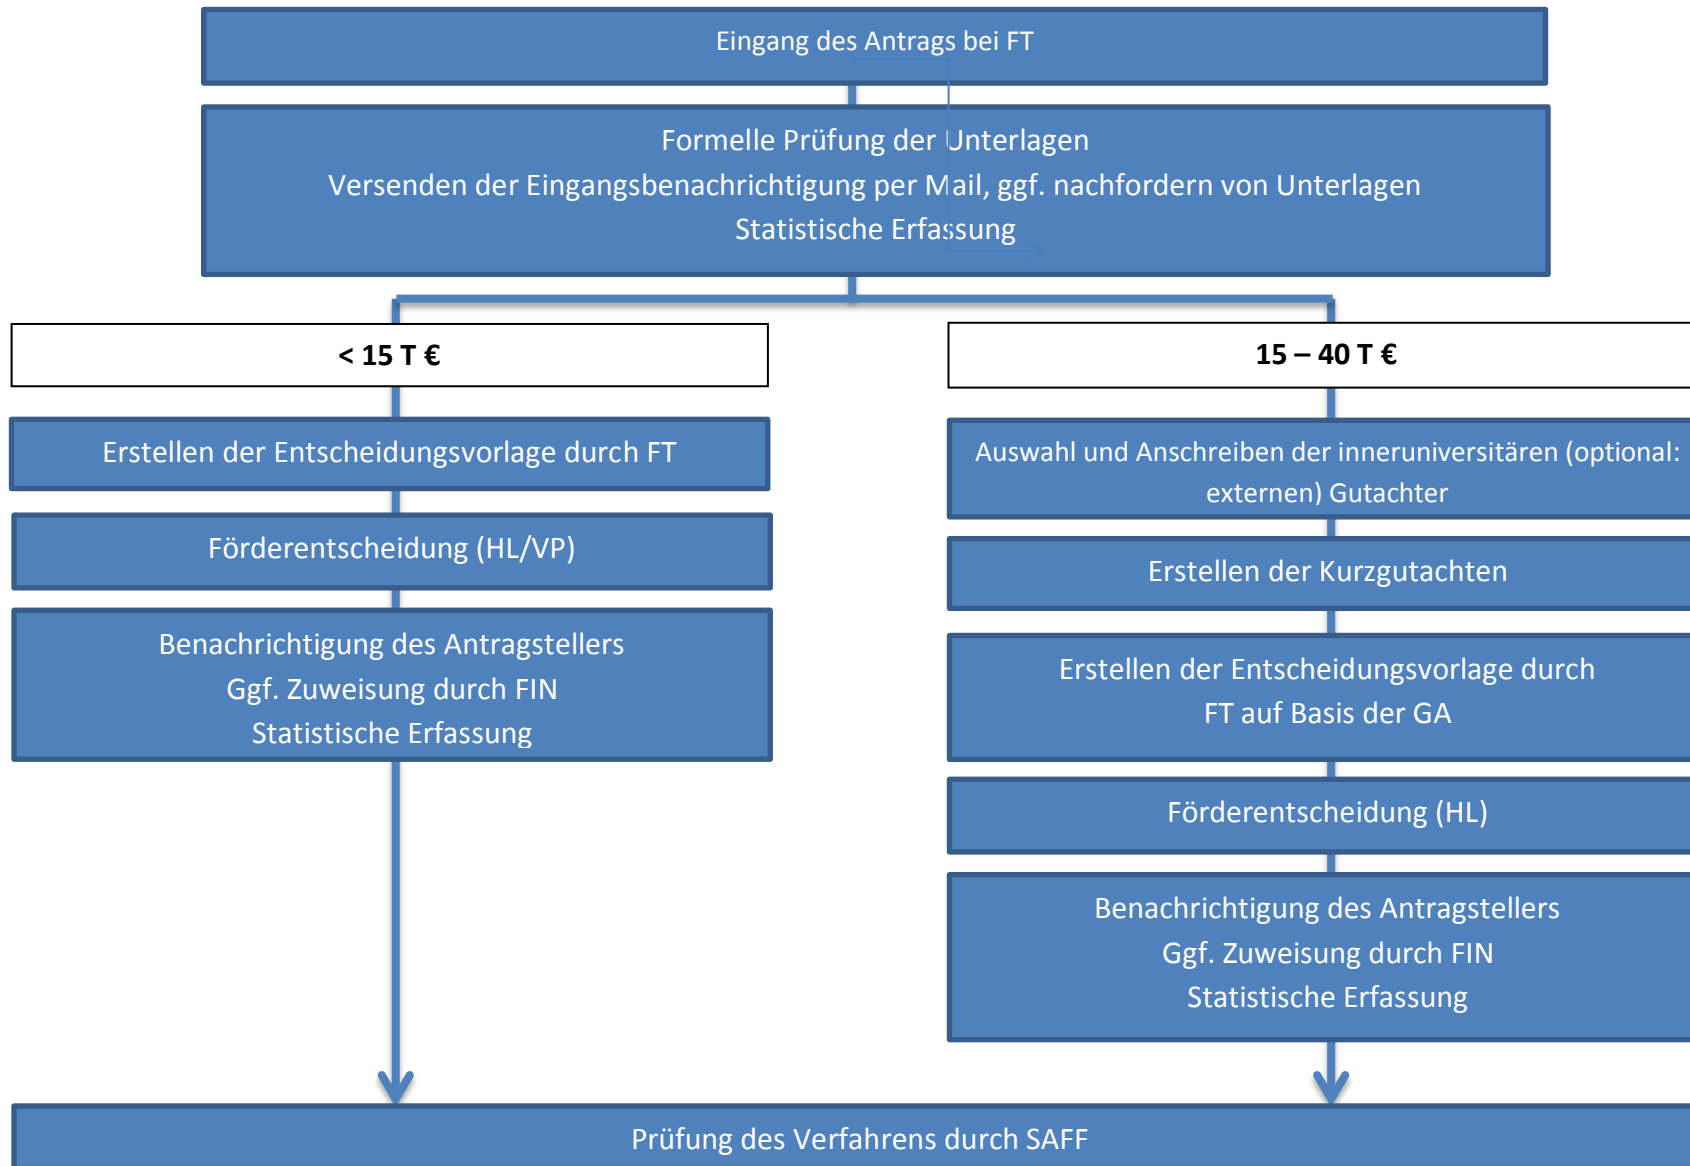 Eingang des Antrags bei FT
Formelle Prüfung der Unterlagen
Versenden der Eingangsbenachrichtigung per Mail, ggf. nachfordern von Unterlagen
Statistische Erfassung
< 15 T €
Erstellen der Entscheidungsvorlage durch FT
Förderentscheidung (HL/VP)
Benachrichtigung des Antragstellers
Ggf. Zuweisung durch FIN
Statistische Erfassung
15 – 40 T €
Auswahl und Anschreiben der inneruniversitären (optional:
externen) Gutachter
Erstellen der Kurzgutachten
Erstellen der Entscheidungsvorlage durch
FT auf Basis der GA
Förderentscheidung (HL)
Benachrichtigung des Antragstellers
Ggf. Zuweisung durch FIN
Statistische Erfassung
Prüfung des Verfahrens durch SAFF